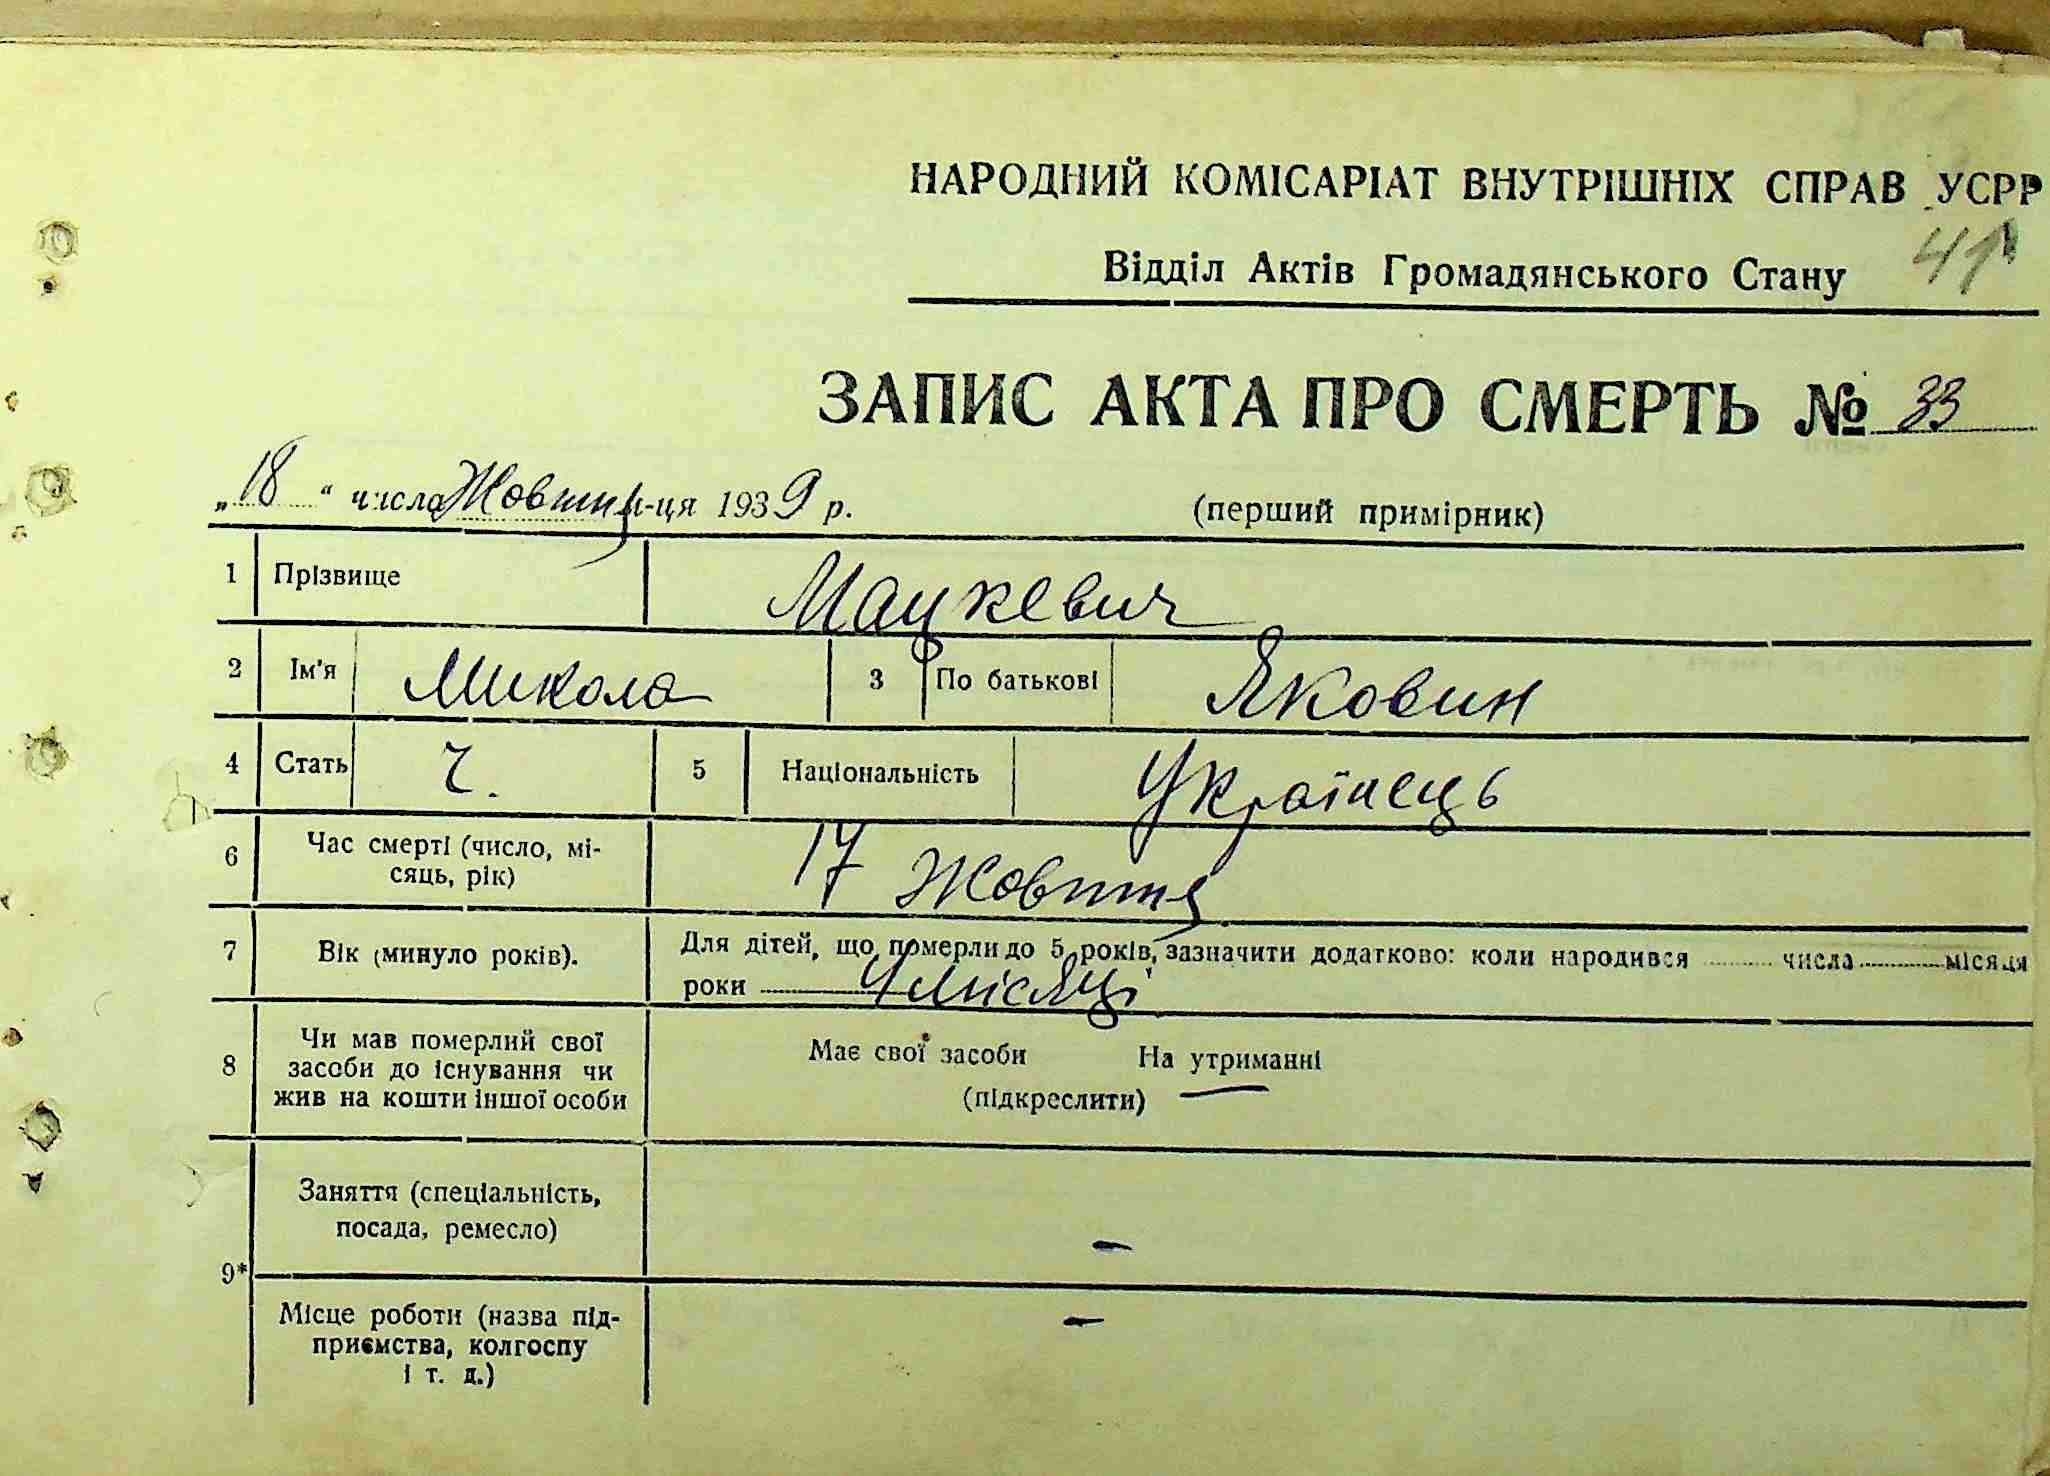 НАРОДНИЙ КОМІСАРІАТ ВНУТРІШНІХ СПРАВ УСРР
41
Відділ Актів Громадянського Стану
ЗАПИС АКТА ПРО СМЕРТЬ № 33
„18“ числа Жовтня м-ця 1939 р. (перший примірник)
1 Прізвище Мацкевич
2 Ім'я Микола 3 По батькові Яковин
4 Стать Ч. 5 Національність Українець
6 Час смерті (число, мі-
сяць, рік) 17 Жовтня
7 Вік (минуло років). Для дітей, що померли до 5 років, зазначити додатково: коли народився числа місяця
роки 4 місяці
8 Чи мав померлий свої
засоби до існування чи
жив на кошти іншої особи
Має свої засоби На утриманні
(підкреслити)
9* Заняття (спеціальність,
посада, ремесло) –
Місце роботи (назва під-
приємства, колгоспу
і т. д.) –